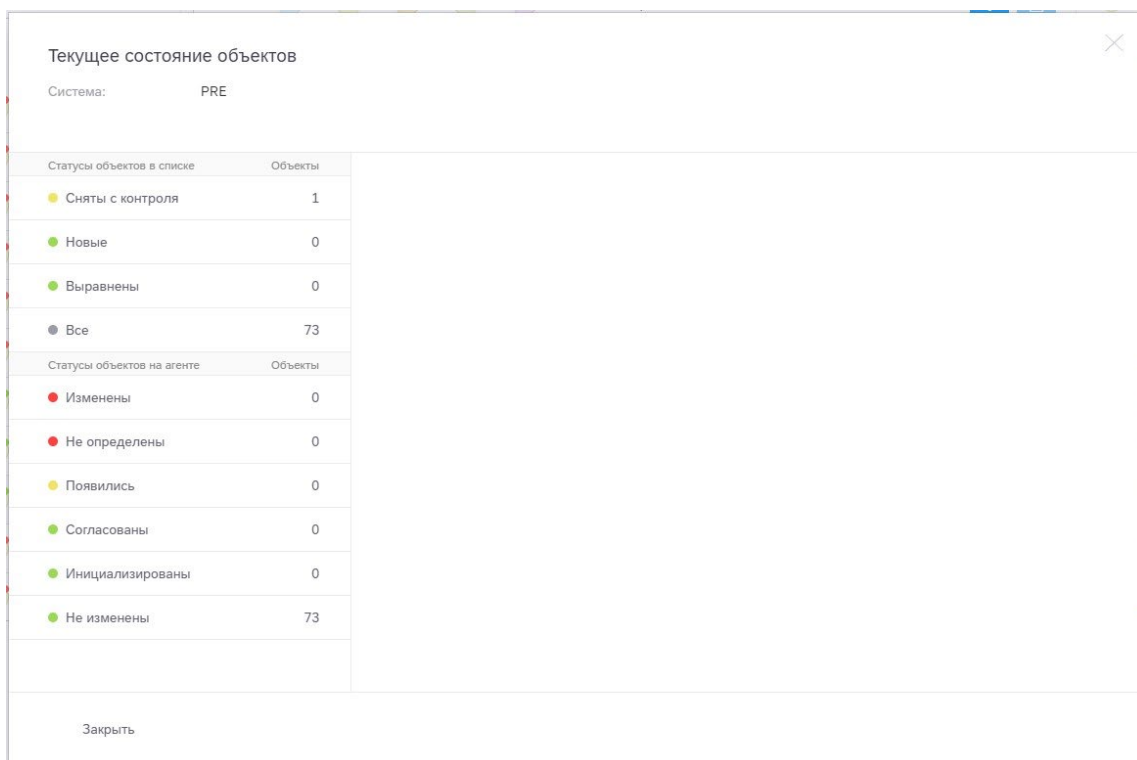 Текущее состояние объектов
Система: PRE
Статусы объектов в списке Объекты
Сняты с контроля 1
Новые 0
Выравнены 0
Все 73
Статусы объектов на агенте Объекты
Изменены 0
Не определены 0
Появились 0
Согласованы 0
Инициализированы 0
Не изменены 73
Закрыть